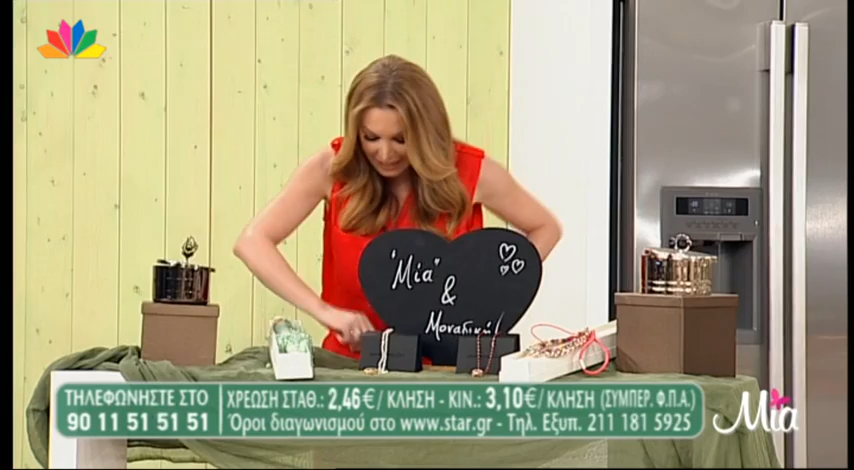 "Μία"
&
Μοναδική!
ΤΗΛΕΦΩΝΗΣΤΕ ΣΤΟ
90 11 51 51 51
ΧΡΕΩΣΗ ΣΤΑΘ.: 2,46€/ ΚΛΗΣΗ - ΚΙΝ.: 3,10€/ ΚΛΗΣΗ (ΣΥΜΠΕΡ. Φ.Π.Α.)
Όροι διαγωνισμού στο www.star.gr - Τηλ. Εξυπ. 211 181 5925
Μία